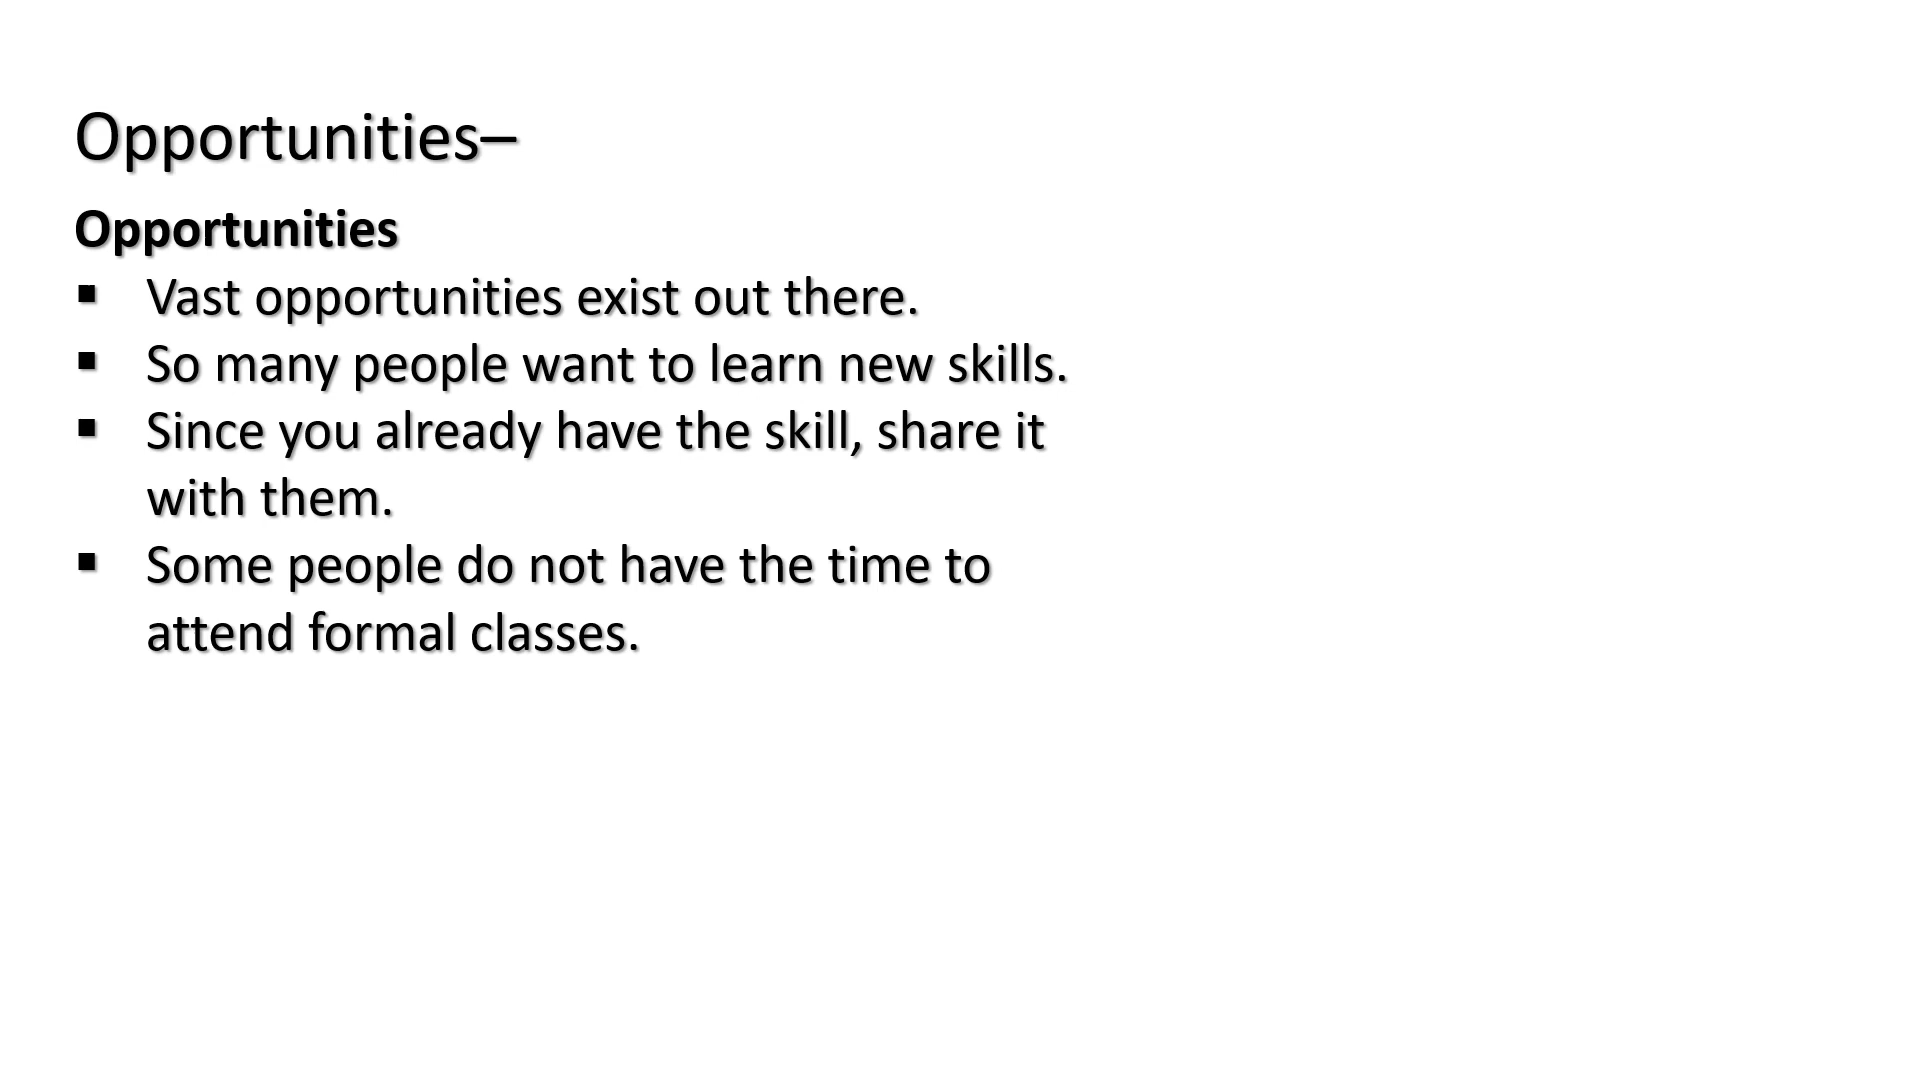 Opportunities–
Opportunities
▪ Vast opportunities exist out there.
▪ So many people want to learn new skills.
▪ Since you already have the skill, share it
with them.
▪ Some people do not have the time to
attend formal classes.